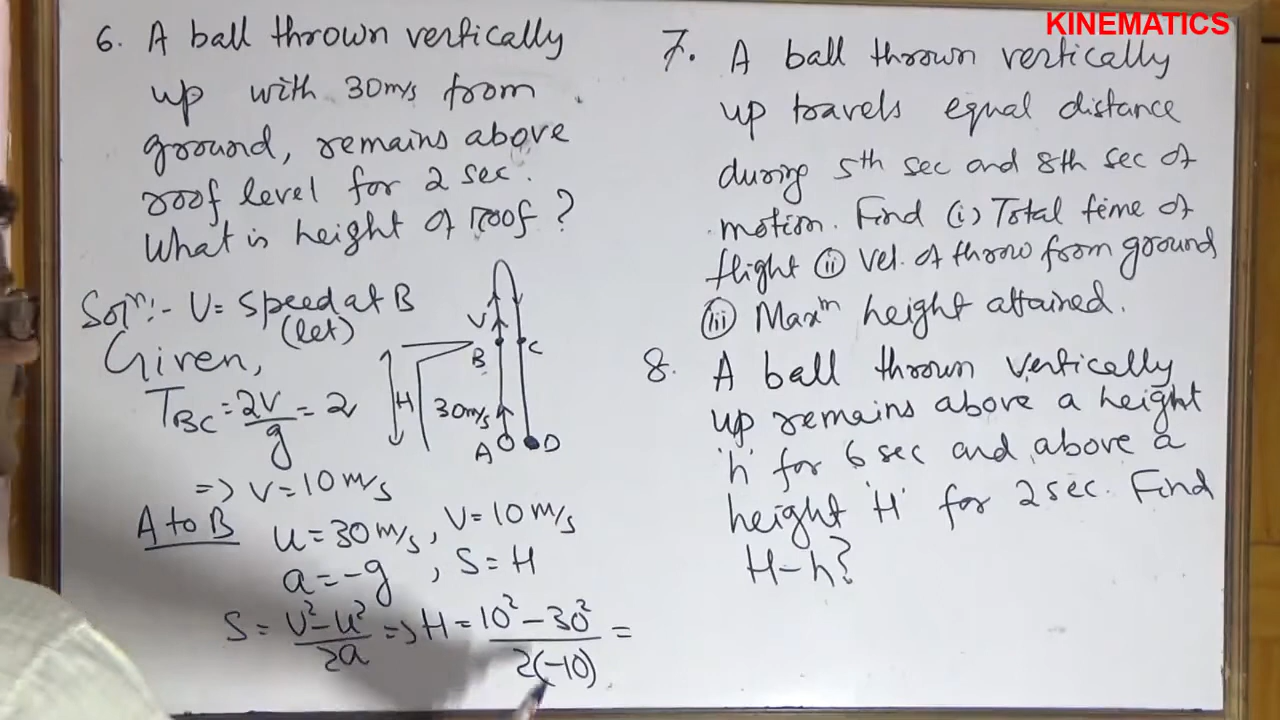 KINEMATICS
6. A ball thrown vertically
up with 30m/s from
ground, remains above
roof level for 2 sec.
What is height of roof ?
Solⁿ:- V = Speed at B
(let)
Given,
T_BC = 2v/g = 2
=> V = 10 m/s
A to B
u = 30 m/s, V = 10 m/s
a = -g , S = H
S = (V² - u²)/2a => H = (10² - 30²)/2(-10) =
V
B
C
H
30m/s
A
D
7. A ball thrown vertically
up travels equal distance
during 5th sec and 8th sec of
motion. Find (i) Total time of
flight (ii) Vel. of throw from ground
(iii) Maxᵐ height attained.
8. A ball thrown vertically
up remains above a height
'h' for 6 sec and above a
height 'H' for 2 sec. Find
H-h?